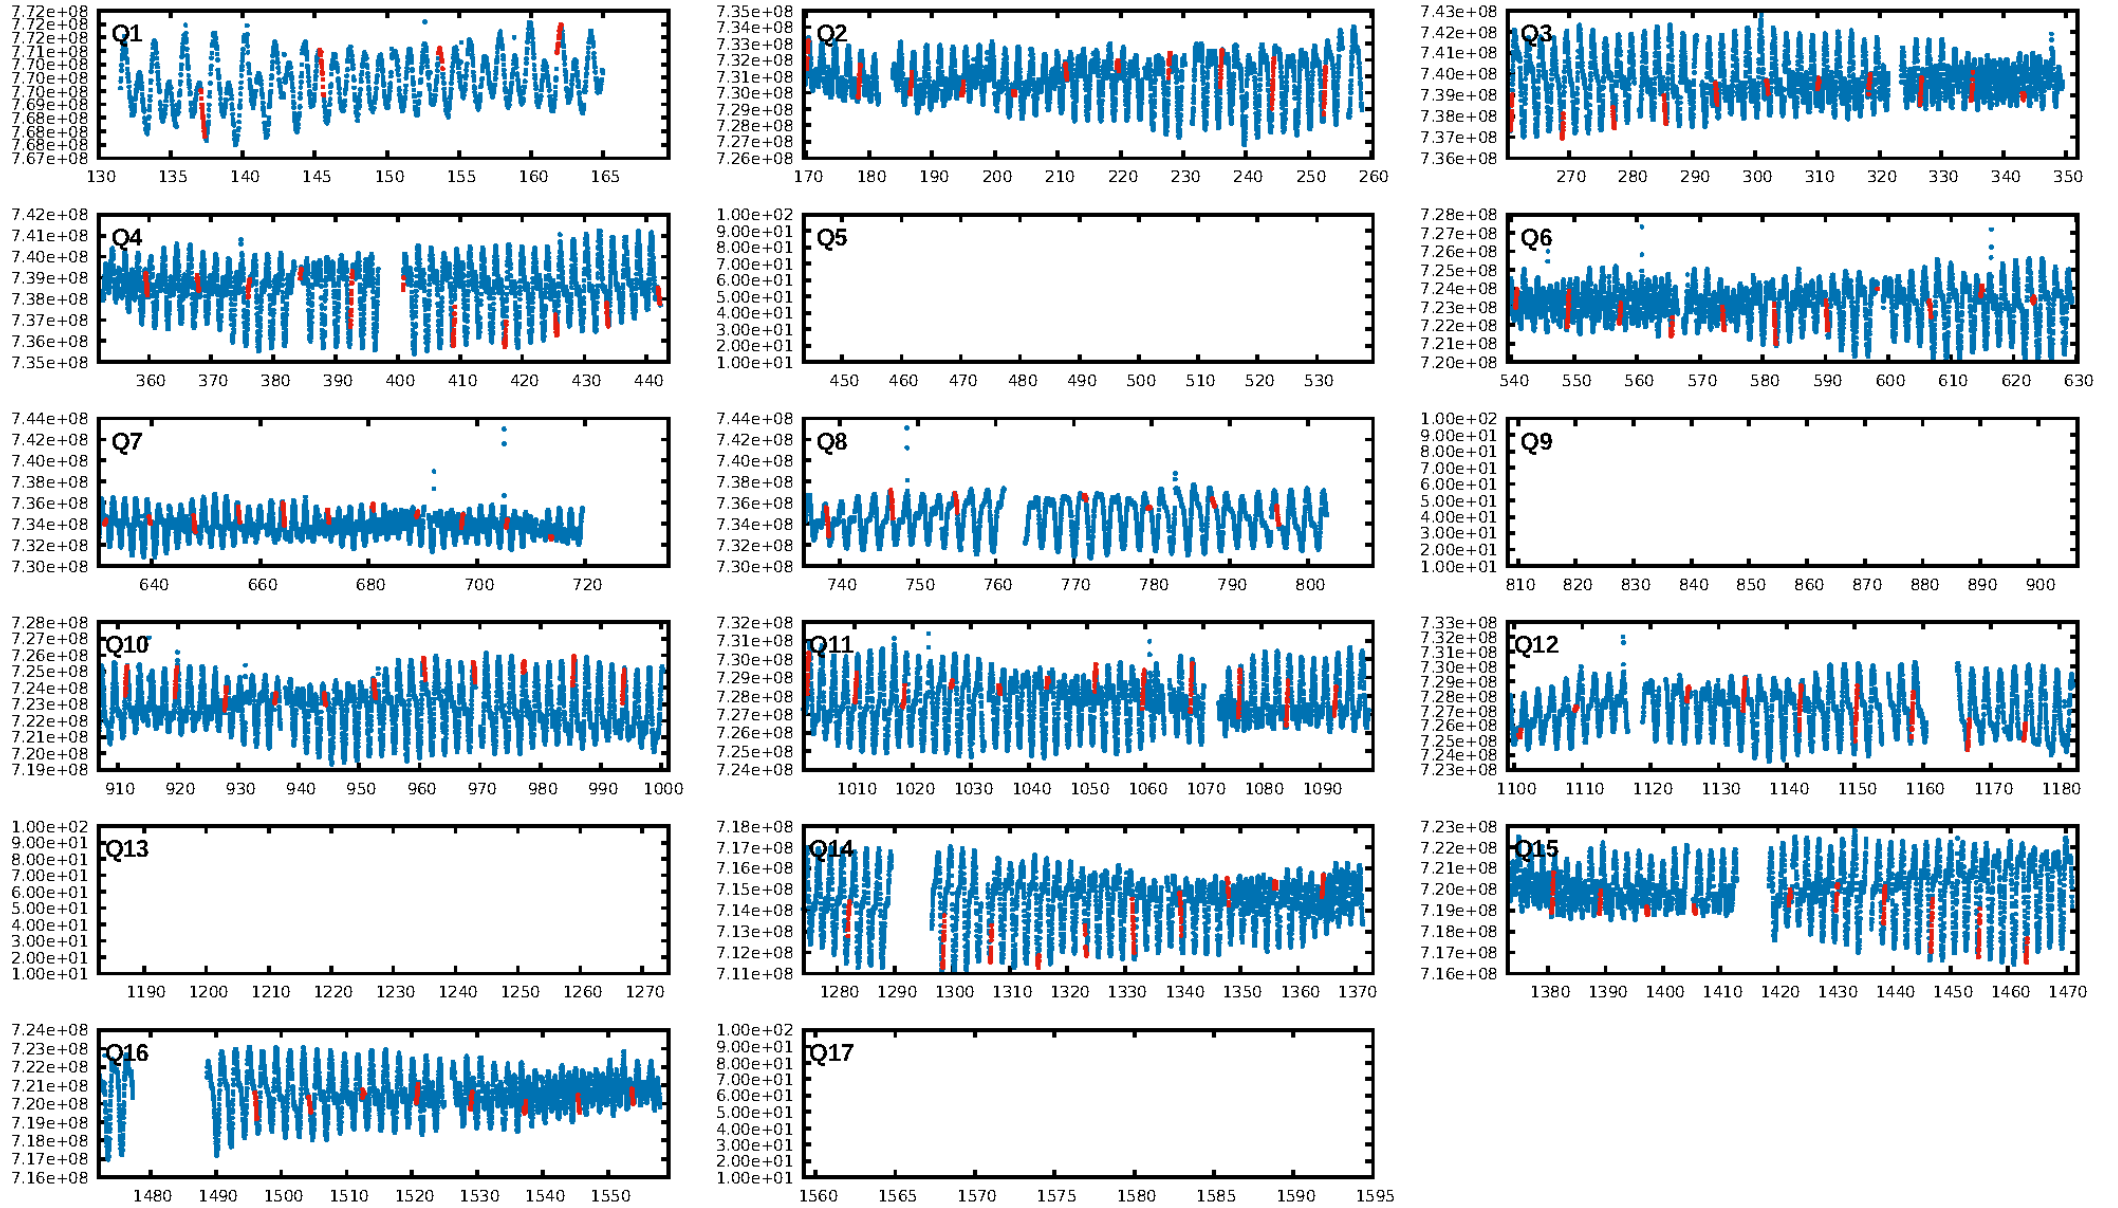 7.72e+08
7.72e+08
7.71e+08
7.71e+08
7.70e+08
7.70e+08
7.69e+08
7.69e+08
7.68e+08
7.68e+08
7.67e+08
Q1
130 135 140 145 150 155 160 165
7.35e+08
7.33e+08
7.33e+08
7.32e+08
7.31e+08
7.30e+08
7.29e+08
7.28e+08
7.27e+08
7.26e+08
Q2
170 180 190 200 210 220 230 240 250 260
7.43e+08
7.42e+08
7.41e+08
7.40e+08
7.39e+08
7.38e+08
7.37e+08
7.36e+08
Q3
270 280 290 300 310 320 330 340 350
7.42e+08
7.41e+08
7.40e+08
7.39e+08
7.38e+08
7.37e+08
7.36e+08
7.35e+08
Q4
360 370 380 390 400 410 420 430 440
1.00e+02
9.00e+01
8.00e+01
7.00e+01
6.00e+01
5.00e+01
4.00e+01
3.00e+01
2.00e+01
1.00e+01
Q5
450 460 470 480 490 500 510 520 530
7.28e+08
7.27e+08
7.26e+08
7.25e+08
7.24e+08
7.23e+08
7.22e+08
7.21e+08
7.20e+08
Q6
540 550 560 570 580 590 600 610 620 630
7.44e+08
7.42e+08
7.40e+08
7.38e+08
7.36e+08
7.34e+08
7.32e+08
7.30e+08
Q7
640 660 680 700 720
7.44e+08
7.42e+08
7.40e+08
7.38e+08
7.36e+08
7.34e+08
7.32e+08
7.30e+08
Q8
740 750 760 770 780 790 800
1.00e+02
9.00e+01
8.00e+01
7.00e+01
6.00e+01
5.00e+01
4.00e+01
3.00e+01
2.00e+01
1.00e+01
Q9
810 820 830 840 850 860 870 880 890 900
7.28e+08
7.27e+08
7.26e+08
7.25e+08
7.24e+08
7.23e+08
7.22e+08
7.21e+08
7.20e+08
7.19e+08
Q10
910 920 930 940 950 960 970 980 990 1000
7.32e+08
7.31e+08
7.30e+08
7.29e+08
7.28e+08
7.27e+08
7.26e+08
7.25e+08
7.24e+08
Q11
1010 1020 1030 1040 1050 1060 1070 1080 1090
7.33e+08
7.32e+08
7.31e+08
7.30e+08
7.29e+08
7.28e+08
7.27e+08
7.26e+08
7.25e+08
7.24e+08
7.23e+08
Q12
1100 1110 1120 1130 1140 1150 1160 1170 1180
1.00e+02
9.00e+01
8.00e+01
7.00e+01
6.00e+01
5.00e+01
4.00e+01
3.00e+01
2.00e+01
1.00e+01
Q13
1190 1200 1210 1220 1230 1240 1250 1260 1270
7.18e+08
7.17e+08
7.16e+08
7.15e+08
7.14e+08
7.13e+08
7.12e+08
7.11e+08
Q14
1280 1290 1300 1310 1320 1330 1340 1350 1360 1370
7.23e+08
7.22e+08
7.21e+08
7.20e+08
7.19e+08
7.18e+08
7.17e+08
7.16e+08
Q15
1380 1390 1400 1410 1420 1430 1440 1450 1460 1470
7.24e+08
7.23e+08
7.22e+08
7.21e+08
7.20e+08
7.19e+08
7.18e+08
7.17e+08
7.16e+08
Q16
1480 1490 1500 1510 1520 1530 1540 1550
1.00e+02
9.00e+01
8.00e+01
7.00e+01
6.00e+01
5.00e+01
4.00e+01
3.00e+01
2.00e+01
1.00e+01
Q17
1560 1565 1570 1575 1580 1585 1590 1595